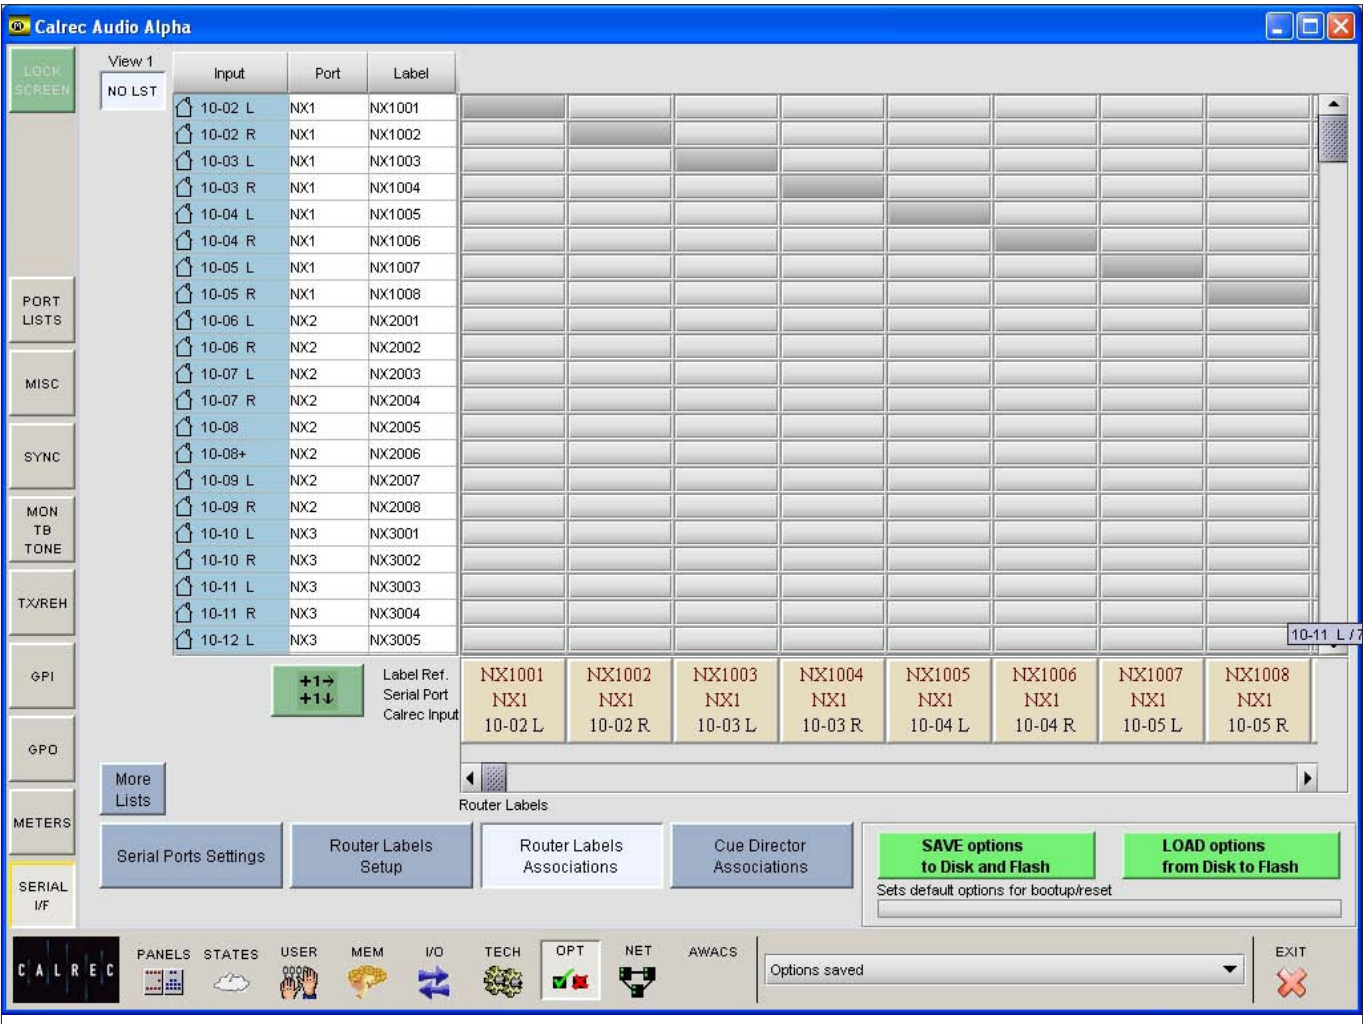 Calrec Audio Alpha
LOCK SCREEN
View 1
NO LST
Input Port Label
10-02 L NX1 NX1001
10-02 R NX1 NX1002
10-03 L NX1 NX1003
10-03 R NX1 NX1004
10-04 L NX1 NX1005
10-04 R NX1 NX1006
10-05 L NX1 NX1007
10-05 R NX1 NX1008
10-06 L NX2 NX2001
10-06 R NX2 NX2002
10-07 L NX2 NX2003
10-07 R NX2 NX2004
10-08 NX2 NX2005
10-08+ NX2 NX2006
10-09 L NX2 NX2007
10-09 R NX2 NX2008
10-10 L NX3 NX3001
10-10 R NX3 NX3002
10-11 L NX3 NX3003
10-11 R NX3 NX3004
10-12 L NX3 NX3005
10-11 L / 7
PORT
LISTS
MISC
SYNC
MON
TB
TONE
TX/REH
GPI
GPO
METERS
SERIAL
I/F
+1→
+1↓
Label Ref. NX1001 NX1002 NX1003 NX1004 NX1005 NX1006 NX1007 NX1008
Serial Port NX1 NX1 NX1 NX1 NX1 NX1 NX1 NX1
Calrec Input 10-02 L 10-02 R 10-03 L 10-03 R 10-04 L 10-04 R 10-05 L 10-05 R
More
Lists
Router Labels
Serial Ports Settings
Router Labels
Setup
Router Labels
Associations
Cue Director
Associations
SAVE options
to Disk and Flash
LOAD options
from Disk to Flash
Sets default options for bootup/reset
CALREC
PANELS STATES USER MEM I/O TECH OPT NET AWACS
Options saved
EXIT